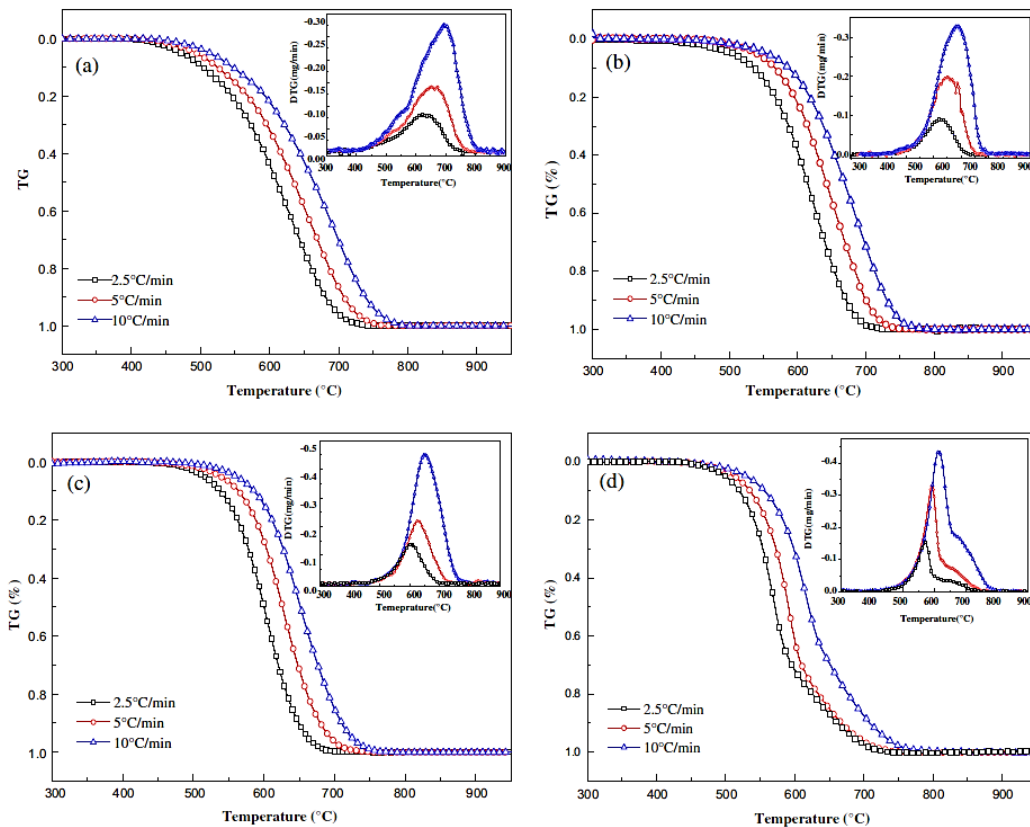 (a)
TG
0.0
0.2
0.4
0.6
0.8
1.0
2.5°C/min
5°C/min
10°C/min
300 400 500 600 700 800 900
Temperature (°C)
DTG(mg/min)
-0.30
-0.30
-0.20
-0.15
-0.10
-0.05
0.00
300 400 500 600 700 800 900
Temperature(°C)
(b)
TG (%)
0.0
0.2
0.4
0.6
0.8
1.0
2.5°C/min
5°C/min
10°C/min
300 400 500 600 700 800 900
Temperature (°C)
DTG(mg/min)
-0.3
-0.2
-0.1
-0.0
300 400 500 600 700 800 900
Temperature(°C)
(c)
TG (%)
0.0
0.2
0.4
0.6
0.8
1.0
2.5°C/min
5°C/min
10°C/min
300 400 500 600 700 800 900
Temperature (°C)
DTG(mg/min)
-0.5
-0.4
-0.3
-0.2
-0.1
0.0
300 400 500 600 700 800 900
Temeprature(°C)
(d)
TG (%)
0.0
0.2
0.4
0.6
0.8
1.0
2.5°C/min
5°C/min
10°C/min
300 400 500 600 700 800 900
Temperature (°C)
DTG(mg/min)
-0.4
-0.3
-0.2
-0.1
-0.0
300 400 500 600 700 800 900
Temperature(°C)